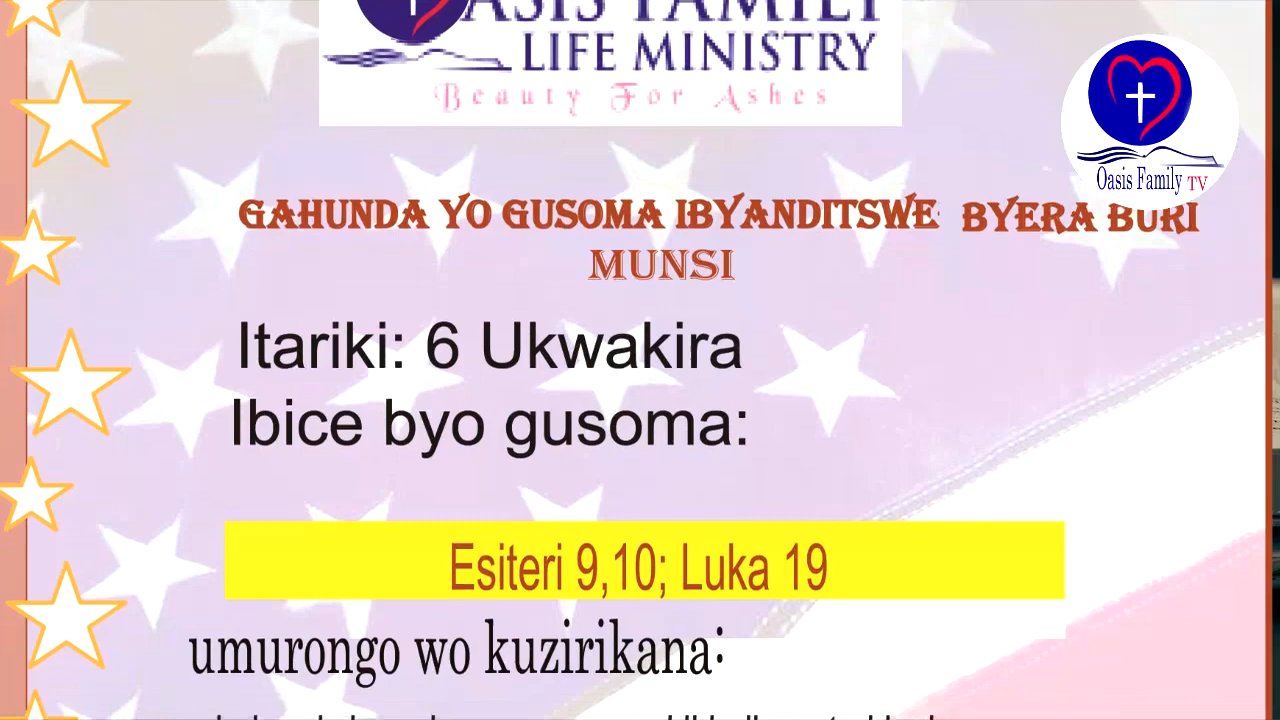 OASIS FAMILY
LIFE MINISTRY
Beauty For Ashes
Oasis Family TV
GAHUNDA YO GUSOMA IBYANDITSWE BYERA BURI
MUNSI
Itariki: 6 Ukwakira
Ibice byo gusoma:
Esiteri 9,10; Luka 19
umurongo wo kuzirikana: